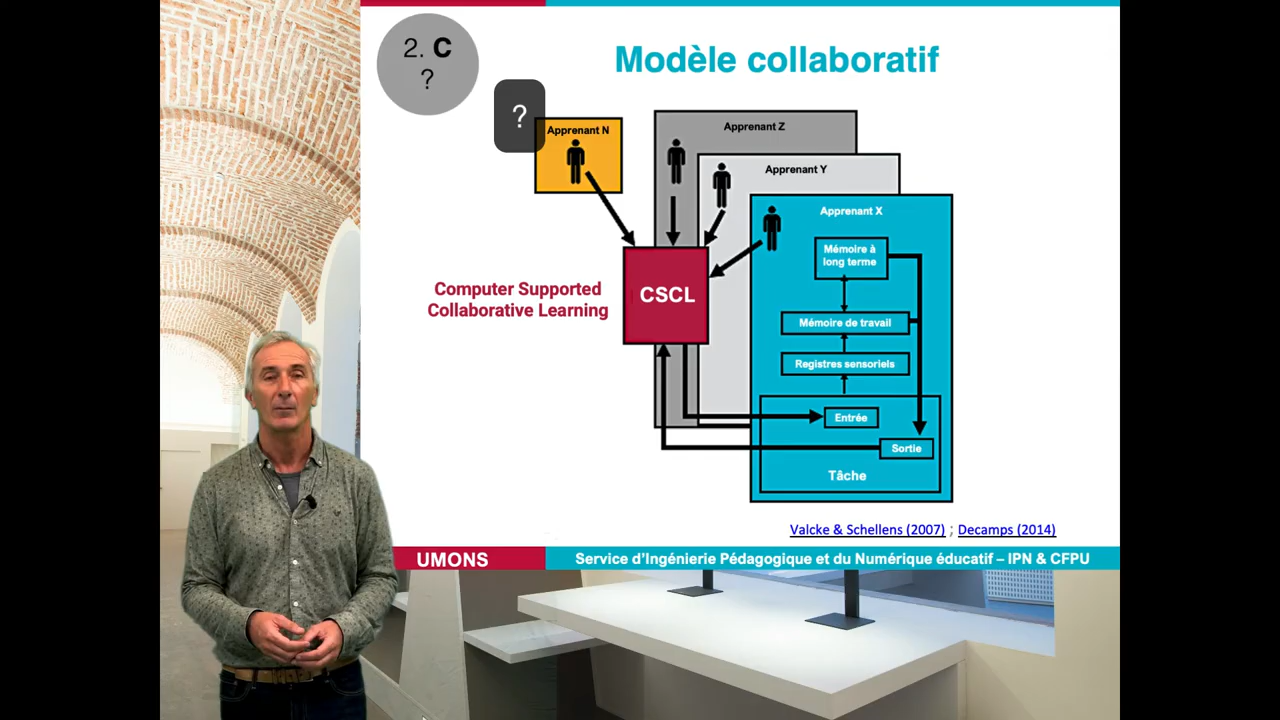 2. C
?
Modèle collaboratif
?
Apprenant N
Apprenant Z
Apprenant Y
Apprenant X
Mémoire à
long terme
Computer Supported
Collaborative Learning
CSCL
Mémoire de travail
Registres sensoriels
Entrée
Sortie
Tâche
Valcke & Schellens (2007) ; Decamps (2014)
UMONS
Service d'Ingénierie Pédagogique et du Numérique éducatif – IPN & CFPU